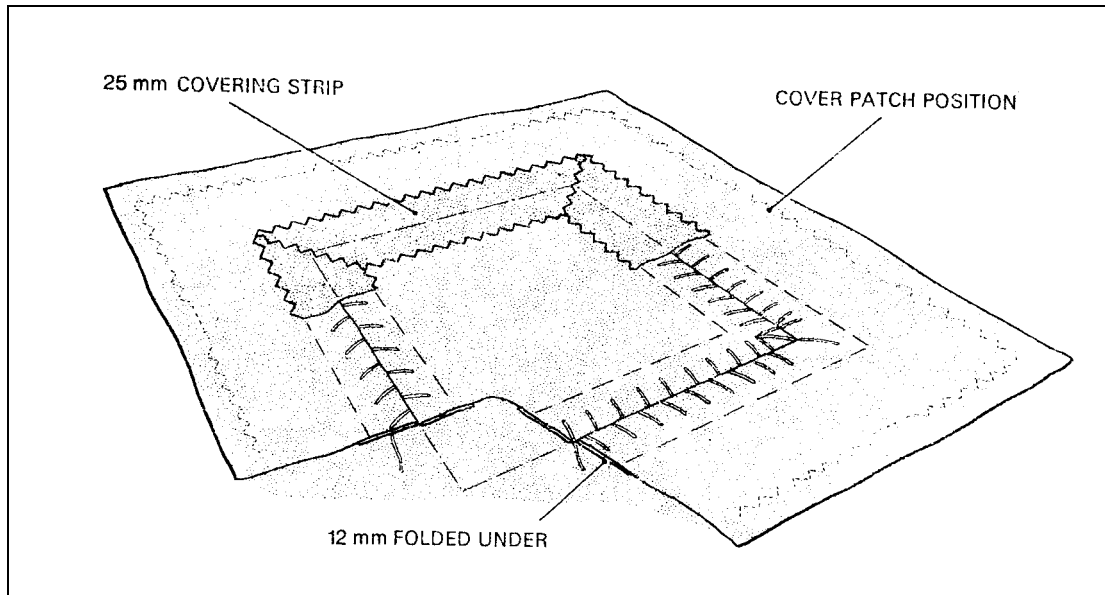 25 mm COVERING STRIP
COVER PATCH POSITION
12 mm FOLDED UNDER